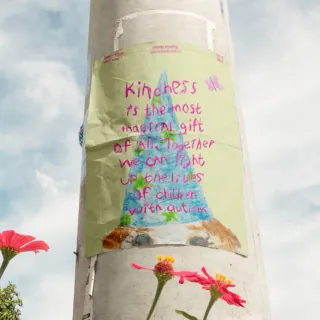 Kindness
is the most
magical gift
of all. Together
we can light
up the lives
of children
with autism